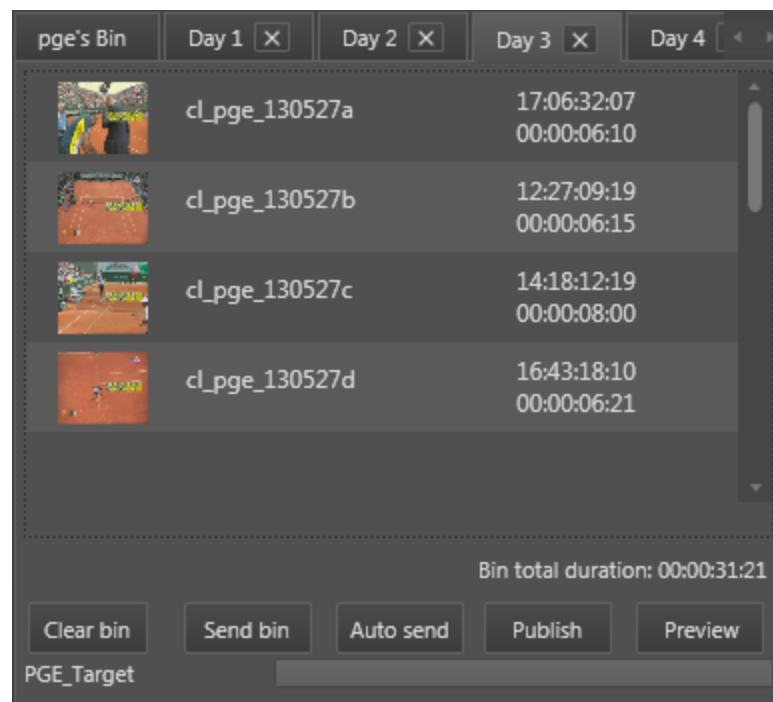 pge's Bin Day 1 Day 2 Day 3 Day 4
cl_pge_130527a 17:06:32:07
00:00:06:10
cl_pge_130527b 12:27:09:19
00:00:06:15
cl_pge_130527c 14:18:12:19
00:00:08:00
cl_pge_130527d 16:43:18:10
00:00:06:21
Bin total duration: 00:00:31:21
Clear bin Send bin Auto send Publish Preview
PGE_Target